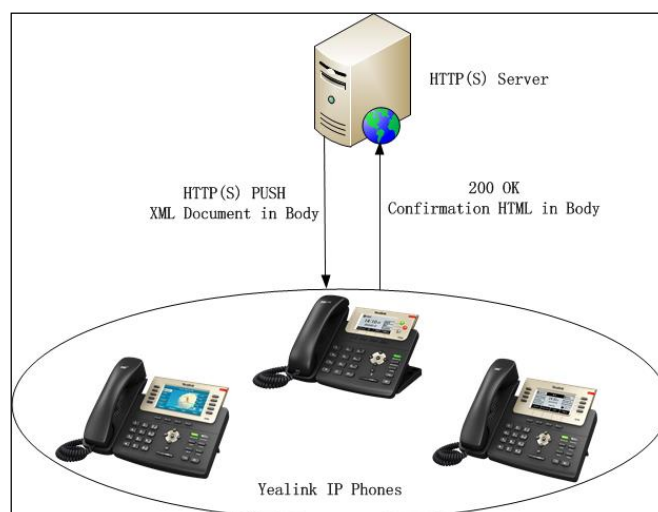 HTTP(S) Server
HTTP(S) PUSH
XML Document in Body
200 OK
Confirmation HTML in Body
Yealink IP Phones